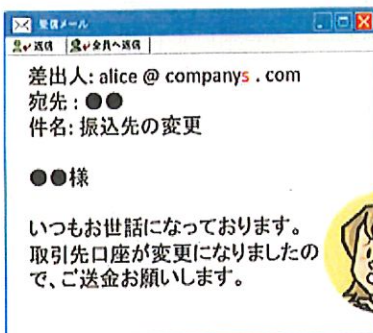 受信メール
返信 全員へ返信
差出人: alice @ companys . com
宛先 : ●●
件名: 振込先の変更
●●様
いつもお世話になっております。
取引先口座が変更になりましたの
で、ご送金お願いします。